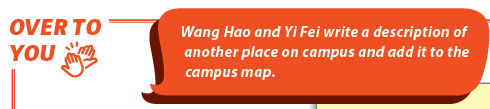 OVER TO
YOU
Wang Hao and Yi Fei write a description of
another place on campus and add it to the
campus map.